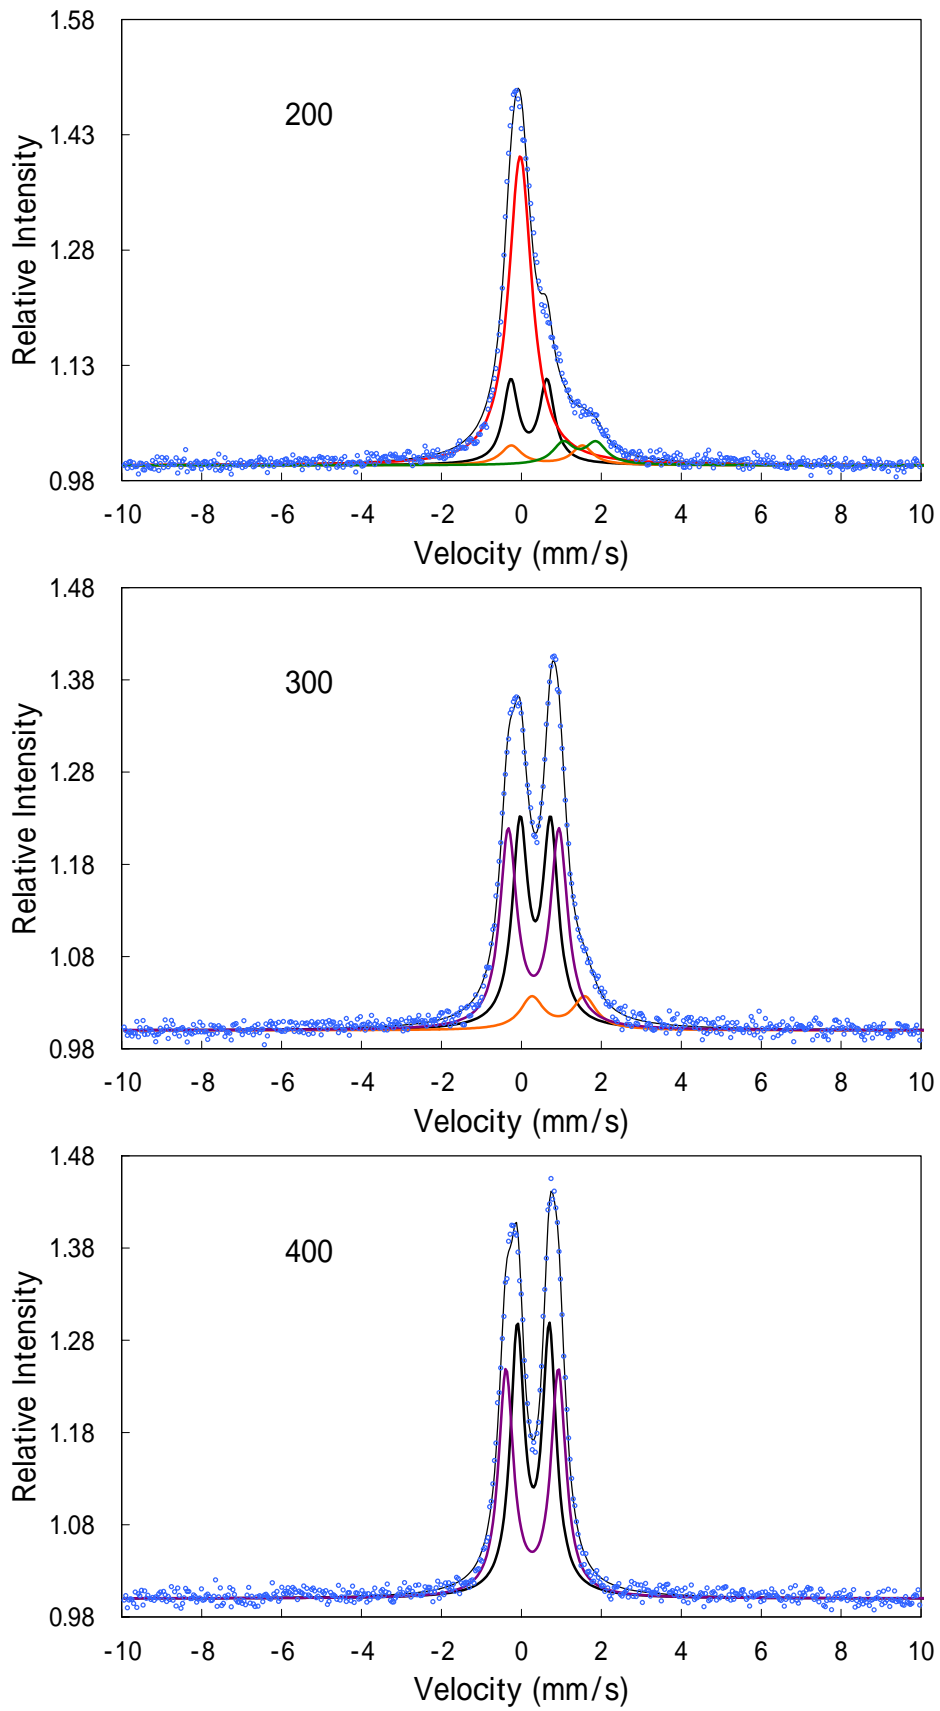 1.58
200
1.43
1.28
1.13
0.98
Relative Intensity
-10 -8 -6 -4 -2 0 2 4 6 8 10
Velocity (mm/s)
1.48
300
1.38
1.28
1.18
1.08
0.98
Relative Intensity
-10 -8 -6 -4 -2 0 2 4 6 8 10
Velocity (mm/s)
1.48
400
1.38
1.28
1.18
1.08
0.98
Relative Intensity
-10 -8 -6 -4 -2 0 2 4 6 8 10
Velocity (mm/s)